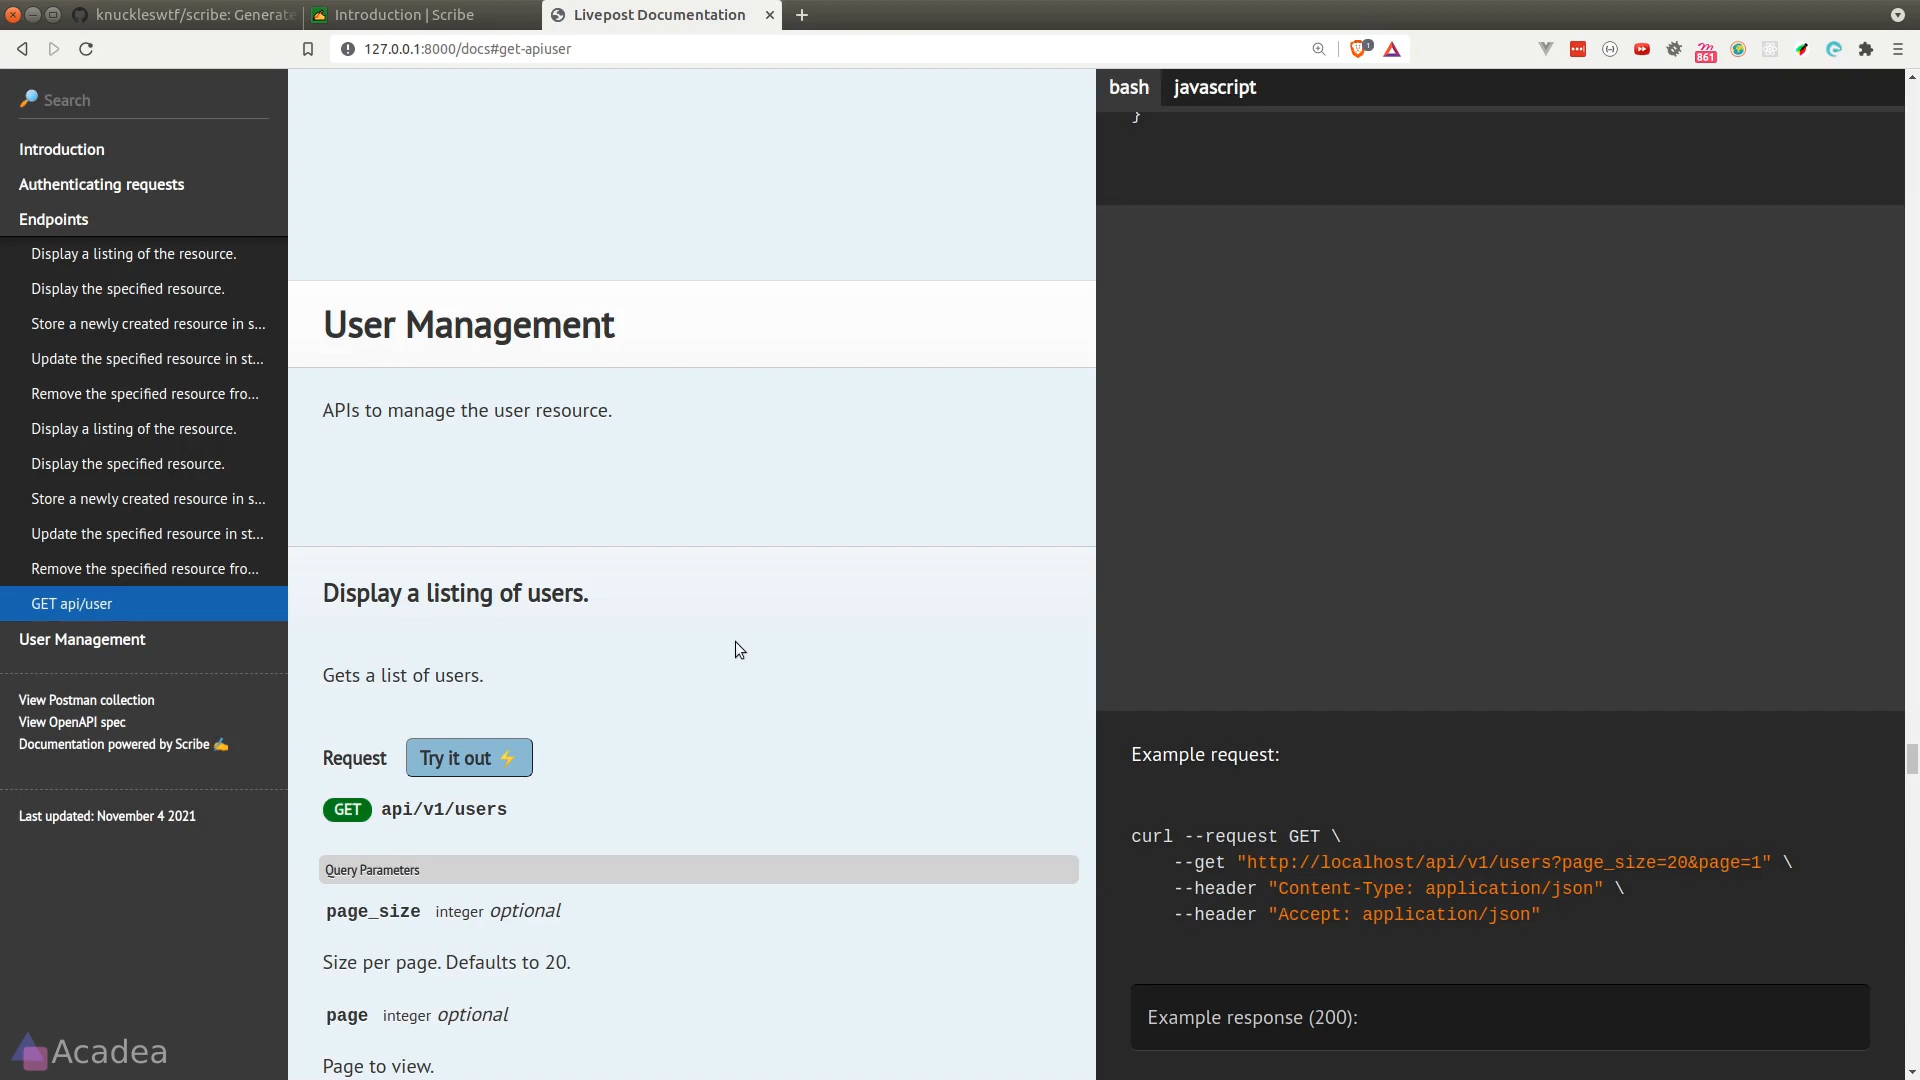 knuckleswtf/scribe: Generate
Introduction | Scribe
Livepost Documentation
127.0.0.1:8000/docs#get-apiuser
1
861
Search
Introduction
Authenticating requests
Endpoints
Display a listing of the resource.
Display the specified resource.
Store a newly created resource in s...
Update the specified resource in st...
Remove the specified resource fro...
Display a listing of the resource.
Display the specified resource.
Store a newly created resource in s...
Update the specified resource in st...
Remove the specified resource fro...
GET api/user
User Management
View Postman collection
View OpenAPI spec
Documentation powered by Scribe ✍
Last updated: November 4 2021
Acadea
User Management
APIs to manage the user resource.
Display a listing of users.
Gets a list of users.
Request Try it out ⚡
GET api/v1/users
Query Parameters
page_size integer optional
Size per page. Defaults to 20.
page integer optional
Page to view.
bash javascript
}
Example request:
curl --request GET \
--get "http://localhost/api/v1/users?page_size=20&page=1" \
--header "Content-Type: application/json" \
--header "Accept: application/json"
Example response (200):